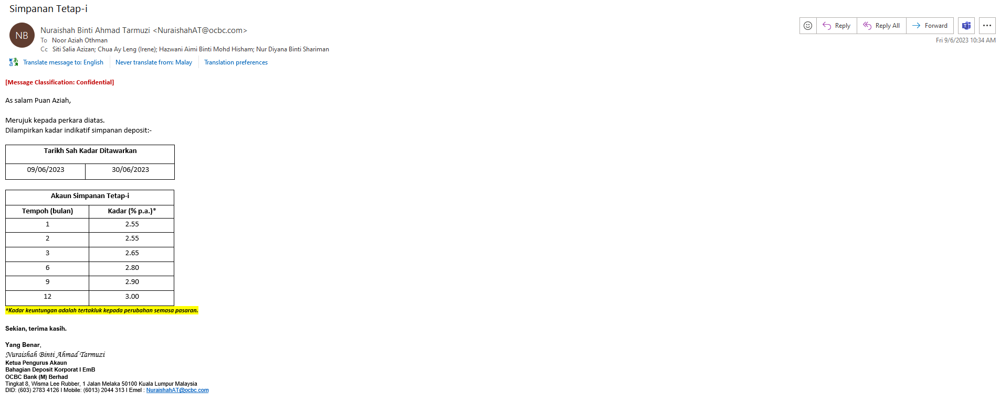 Simpanan Tetap-i
NB
Nuraishah Binti Ahmad Tarmuzi <NuraishahAT@ocbc.com>
To Noor Aziah Othman
Cc Siti Salia Azizan; Chua Ay Leng (Irene); Hazwani Aimi Binti Mohd Hisham; Nur Diyana Binti Shariman
Reply Reply All Forward
Fri 9/6/2023 10:34 AM
Translate message to: English Never translate from: Malay Translation preferences
[Message Classification: Confidential]
As salam Puan Aziah,
Merujuk kepada perkara diatas.
Dilampirkan kadar indikatif simpanan deposit:-
Tarikh Sah Kadar Ditawarkan
09/06/2023 30/06/2023
Akaun Simpanan Tetap-i
Tempoh (bulan) Kadar (% p.a.)*
1 2.55
2 2.55
3 2.65
6 2.80
9 2.90
12 3.00
*Kadar keuntungan adalah tertakluk kepada perubahan semasa pasaran.
Sekian, terima kasih.
Yang Benar,
Nuraishah Binti Ahmad Tarmuzi
Ketua Pengurus Akaun
Bahagian Deposit Korporat I EmB
OCBC Bank (M) Berhad
Tingkat 8, Wisma Lee Rubber, 1 Jalan Melaka 50100 Kuala Lumpur Malaysia
DID: (603) 2783 4126 I Mobile: (6013) 2044 313 I Emel : NuraishahAT@ocbc.com